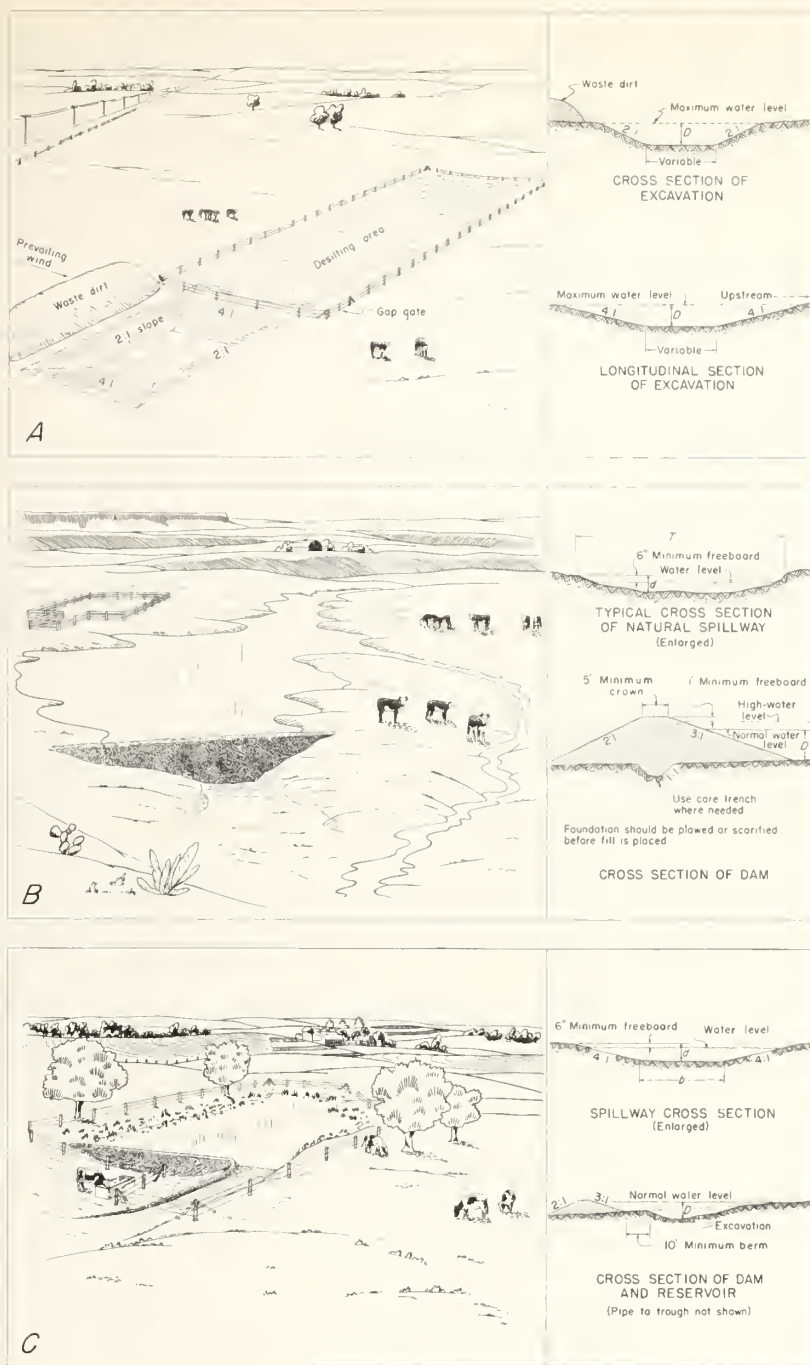 Prevailing
wind
Waste dirt
2:1 slope
4:1
4:1
2:1
Desilting area
Gap gate
A
Waste dirt
Maximum water level
2:1
D
2:1
Variable
CROSS SECTION OF
EXCAVATION
Maximum water level
Upstream
4:1
D
4:1
Variable
LONGITUDINAL SECTION
OF EXCAVATION
B
T
6" Minimum freeboard
Water level
d
TYPICAL CROSS SECTION
OF NATURAL SPILLWAY
(Enlarged)
5' Minimum
crown
1' Minimum freeboard
High-water
level
2:1
3:1
Normal water
level
D
1:1
Use core trench
where needed
Foundation should be plowed or scarified
before fill is placed
CROSS SECTION OF DAM
C
6" Minimum freeboard
Water level
4:1
d
4:1
b
SPILLWAY CROSS SECTION
(Enlarged)
2:1
3:1
Normal water level
D
Excavation
10' Minimum berm
CROSS SECTION OF DAM
AND RESERVOIR
(Pipe to trough not shown)